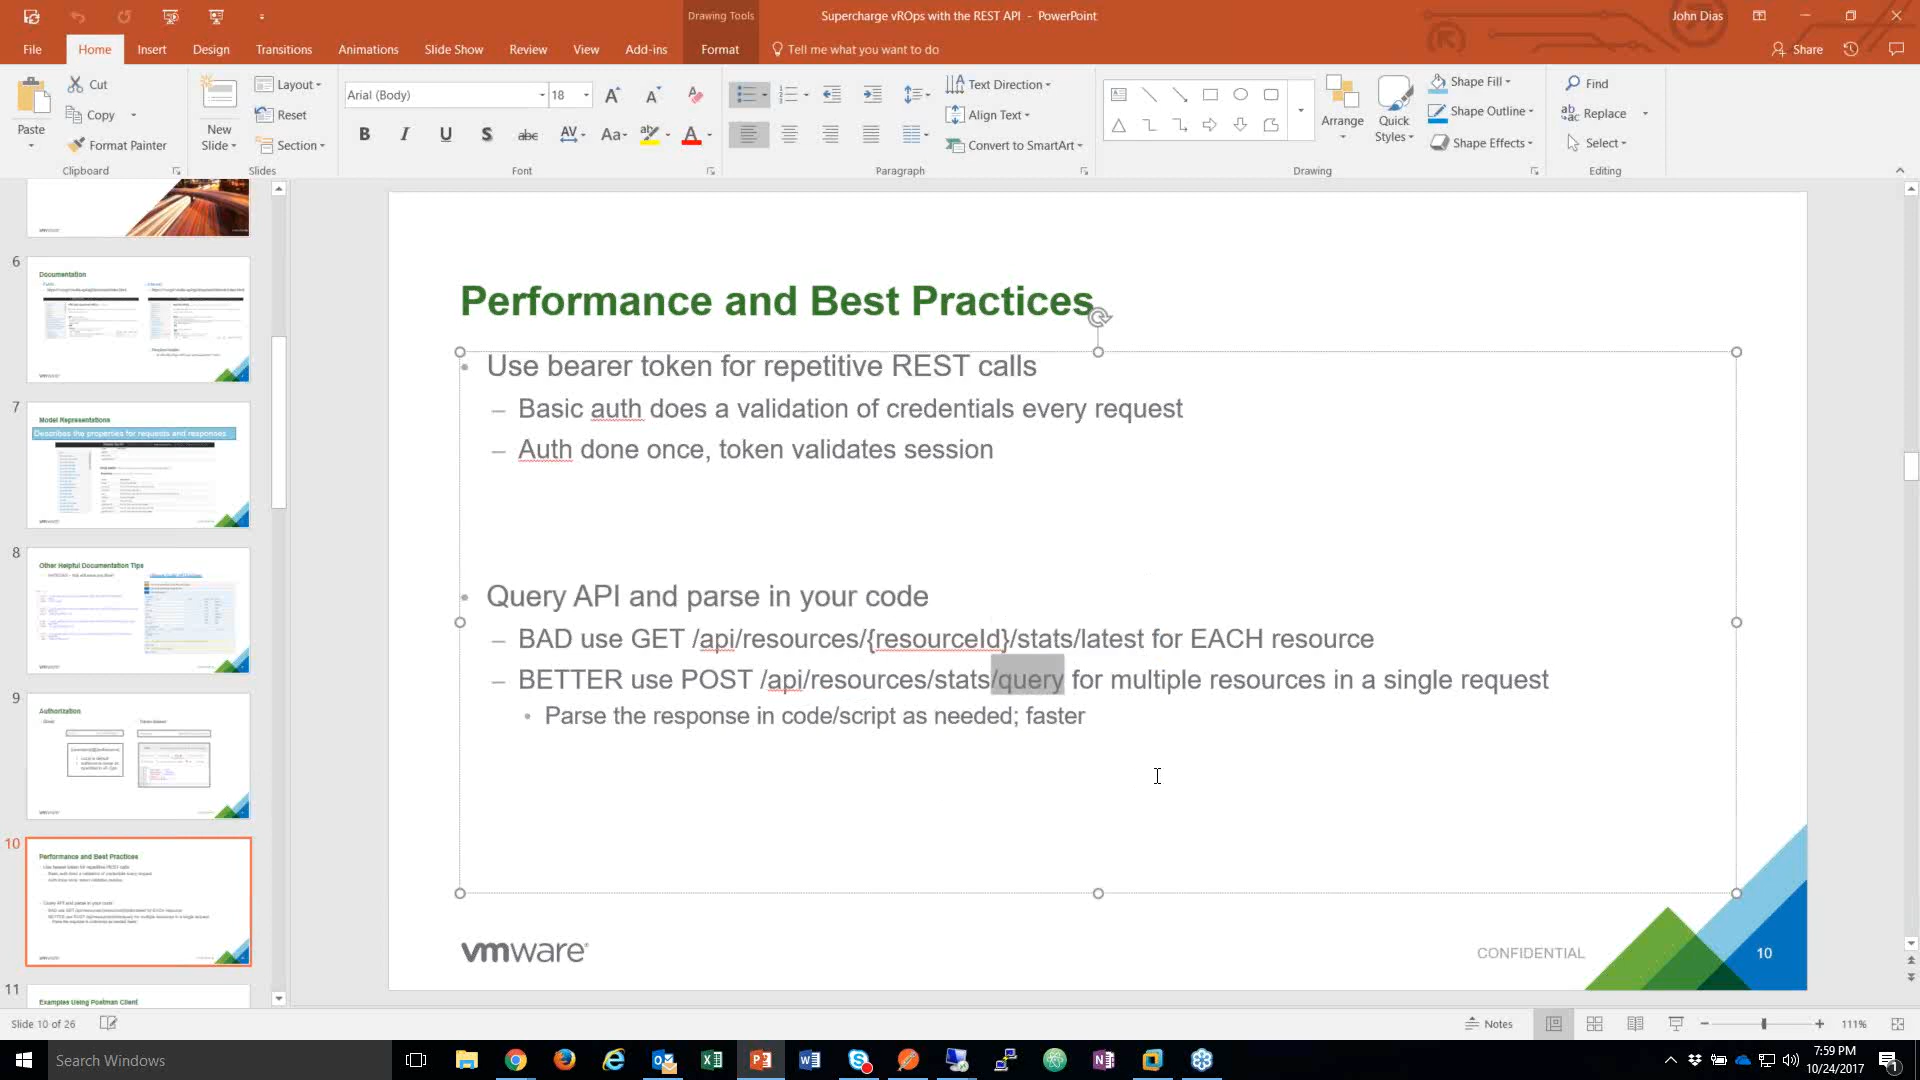 Drawing Tools
Supercharge vROps with the REST API - PowerPoint
John Dias
File
Home
Insert
Design
Transitions
Animations
Slide Show
Review
View
Add-ins
Format
Tell me what you want to do
Share
Paste
Cut
Copy
Format Painter
Clipboard
New
Slide
Layout
Reset
Section
Slides
Arial (Body)
18
Font
Text Direction
Align Text
Convert to SmartArt
Paragraph
Arrange
Quick
Styles
Shape Fill
Shape Outline
Shape Effects
Drawing
Find
Replace
Select
Editing
6
Documentation
7
Model Representations
Describes the properties for requests and responses
8
Other Helpful Documentation Tips
9
Authorization
10
Performance and Best Practices
11
Examples Using Postman Client
Performance and Best Practices
• Use bearer token for repetitive REST calls
– Basic auth does a validation of credentials every request
– Auth done once, token validates session
• Query API and parse in your code
– BAD use GET /api/resources/{resourceId}/stats/latest for EACH resource
– BETTER use POST /api/resources/stats/query for multiple resources in a single request
• Parse the response in code/script as needed; faster
vmware
CONFIDENTIAL
10
Slide 10 of 26
Notes
111%
Search Windows
7:59 PM
10/24/2017